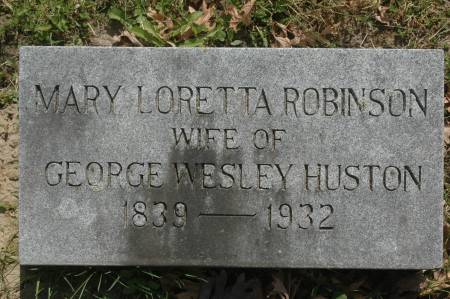 MARY LORETTA ROBINSON
WIFE OF
GEORGE WESLEY HUSTON
1839 — 1932